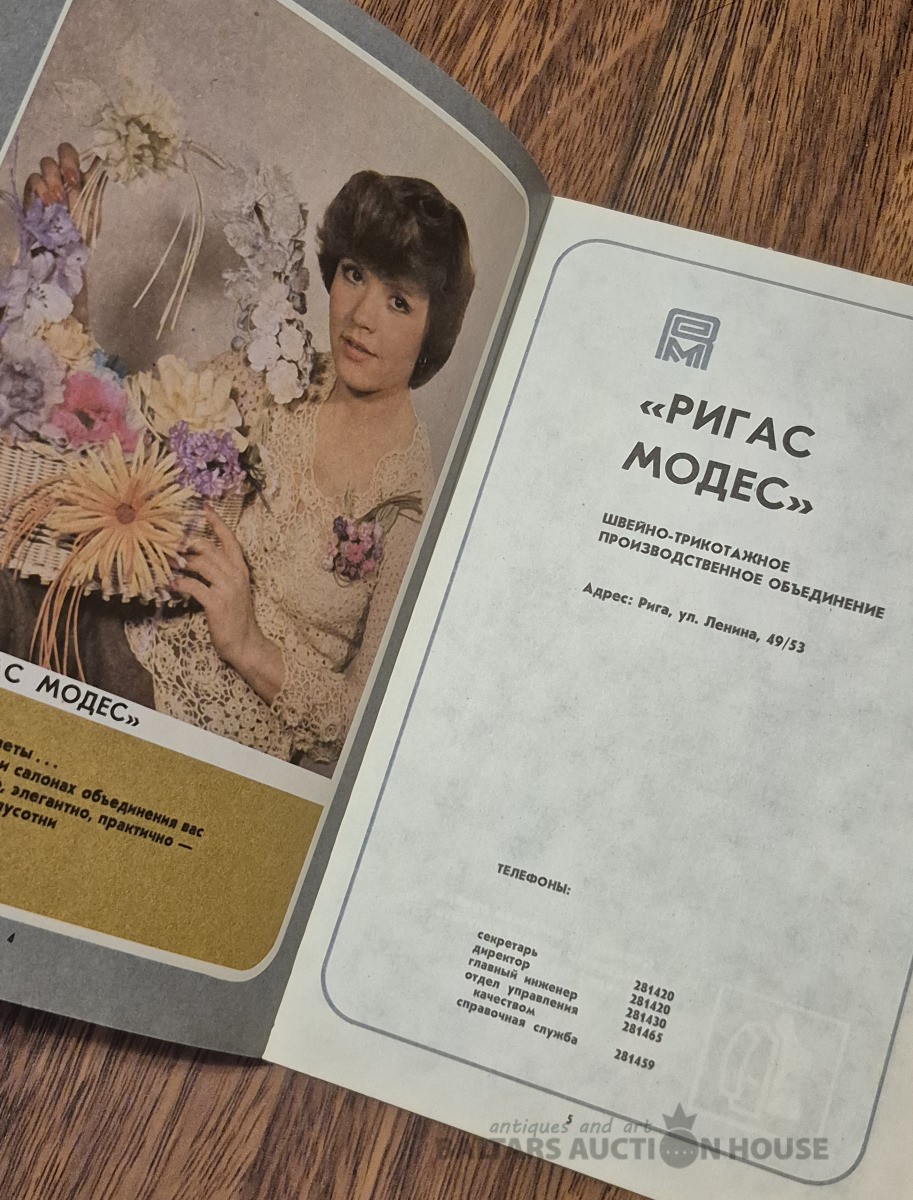 С МОДЕС»
и салонах объединения вас
элегантно, практично —
4
РМ
«РИГАС
МОДЕС»
ШВЕЙНО-ТРИКОТАЖНОЕ
ПРОИЗВОДСТВЕННОЕ ОБЪЕДИНЕНИЕ
Адрес: Рига, ул. Ленина, 49/53
ТЕЛЕФОНЫ:
секретарь 281420
директор 281420
главный инженер 281430
отдел управления 281465
качеством
справочная служба 281459
5
antiques and art
BALTARS AUCTION HOUSE